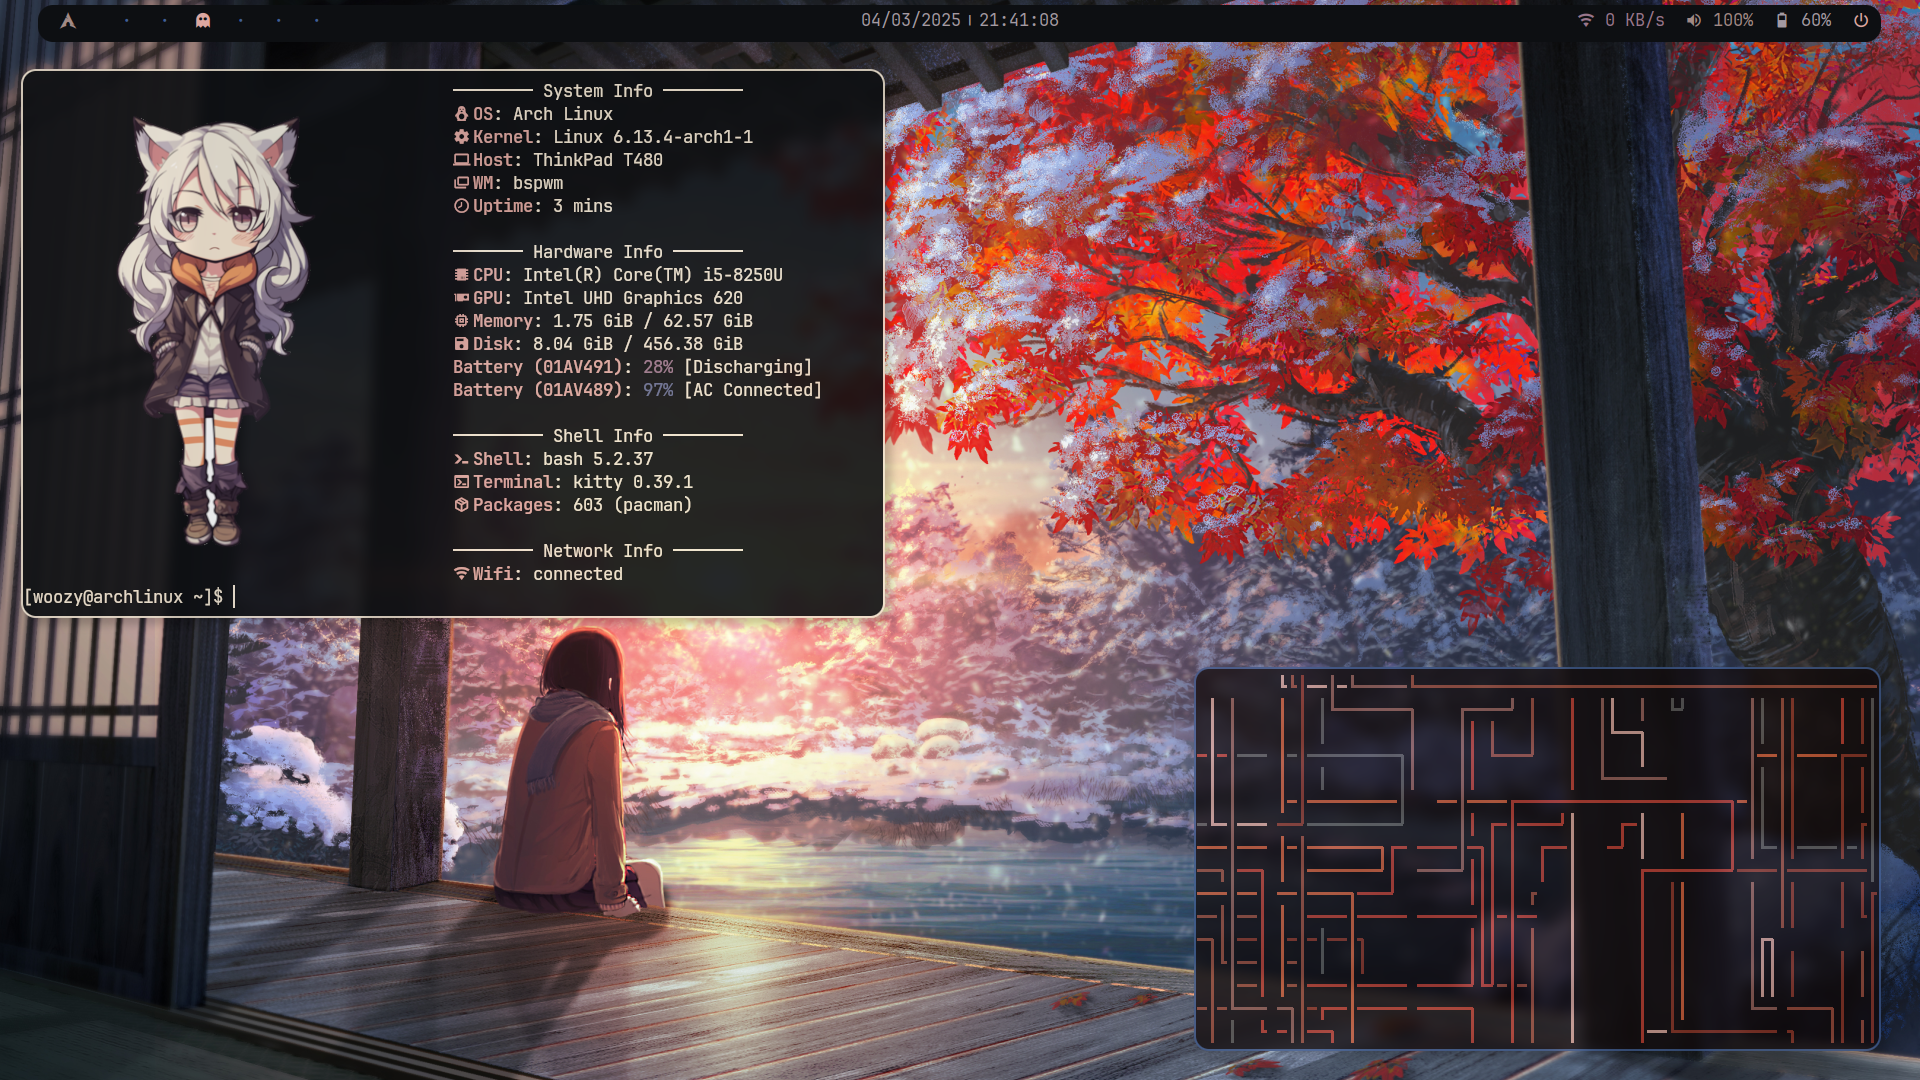 04/03/2025 | 21:41:08
0 KB/s 100% 60%
System Info
OS: Arch Linux
Kernel: Linux 6.13.4-arch1-1
Host: ThinkPad T480
WM: bspwm
Uptime: 3 mins
Hardware Info
CPU: Intel(R) Core(TM) i5-8250U
GPU: Intel UHD Graphics 620
Memory: 1.75 GiB / 62.57 GiB
Disk: 8.04 GiB / 456.38 GiB
Battery (01AV491): 28% [Discharging]
Battery (01AV489): 97% [AC Connected]
Shell Info
Shell: bash 5.2.37
Terminal: kitty 0.39.1
Packages: 603 (pacman)
Network Info
Wifi: connected
[woozy@archlinux ~]$